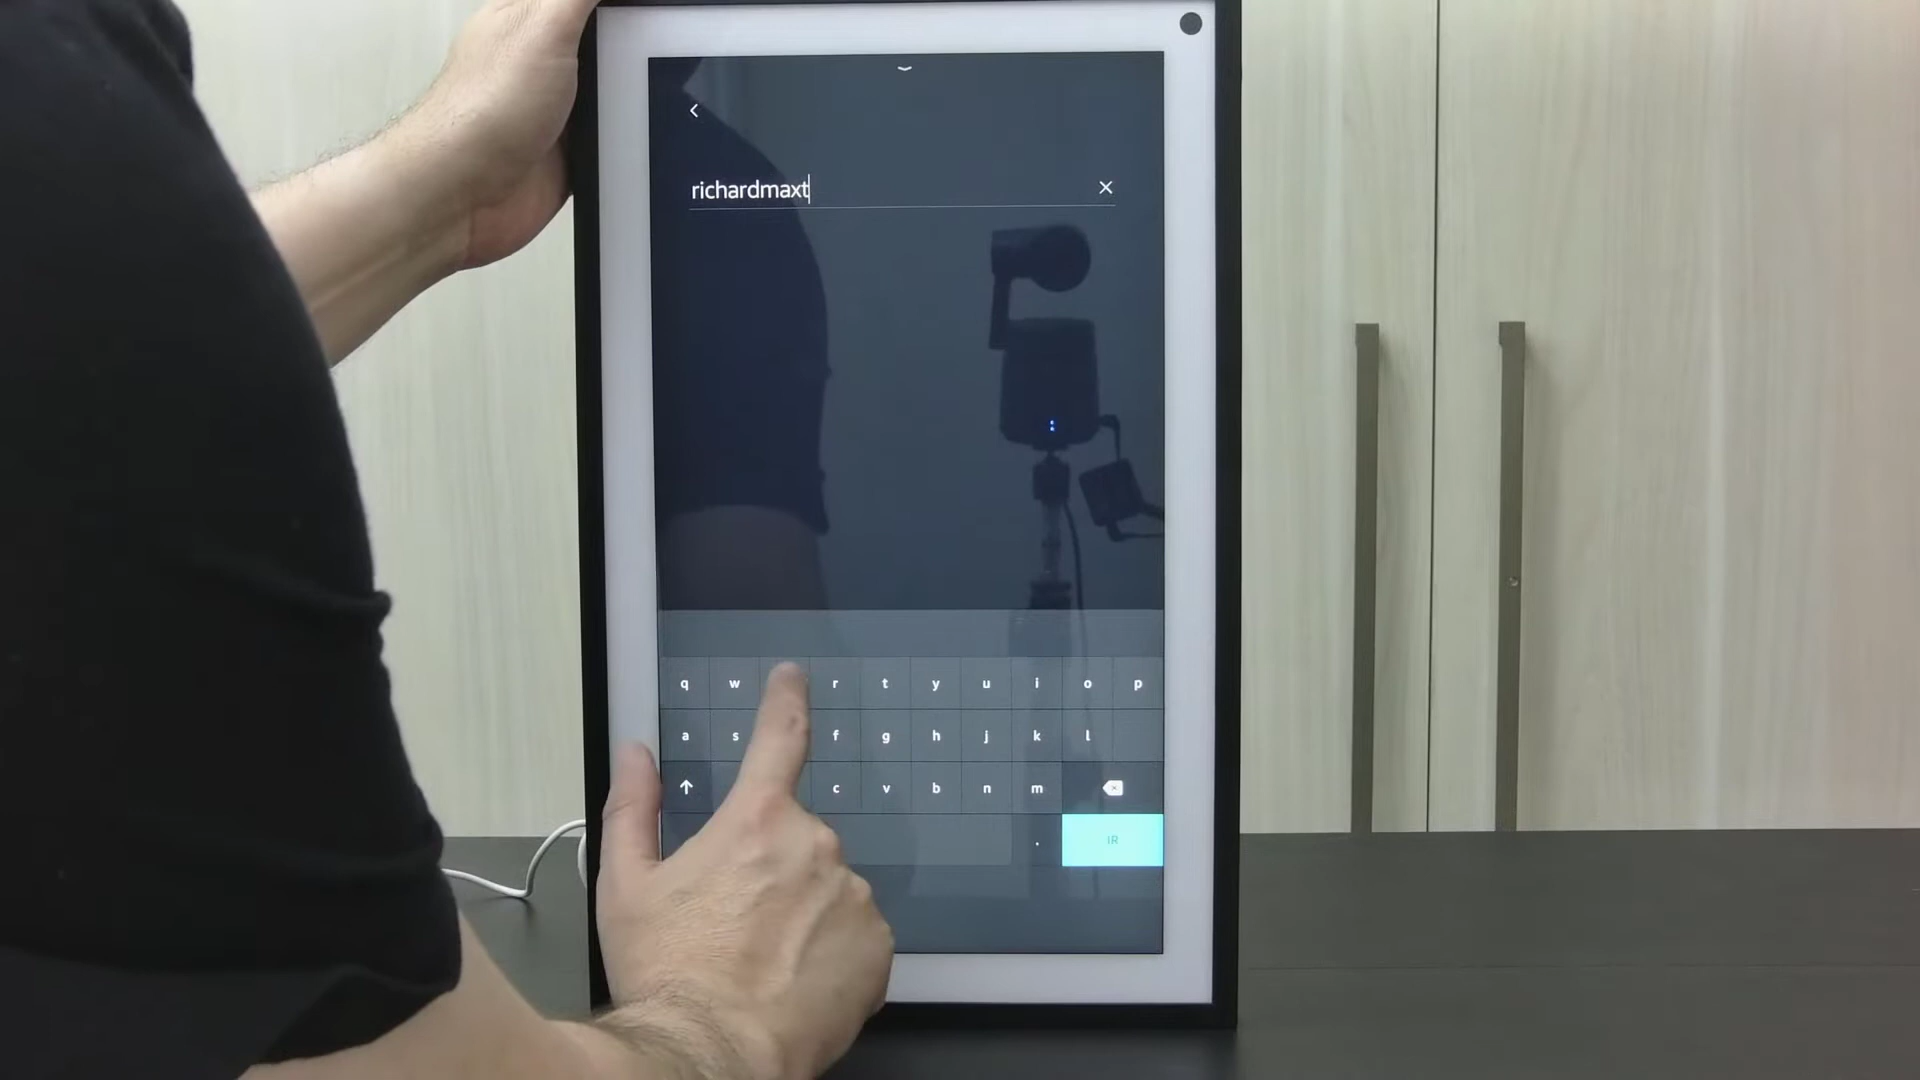 richardmaxt
q w r t y u i o p
a s f g h j k l
c v b n m
. IR